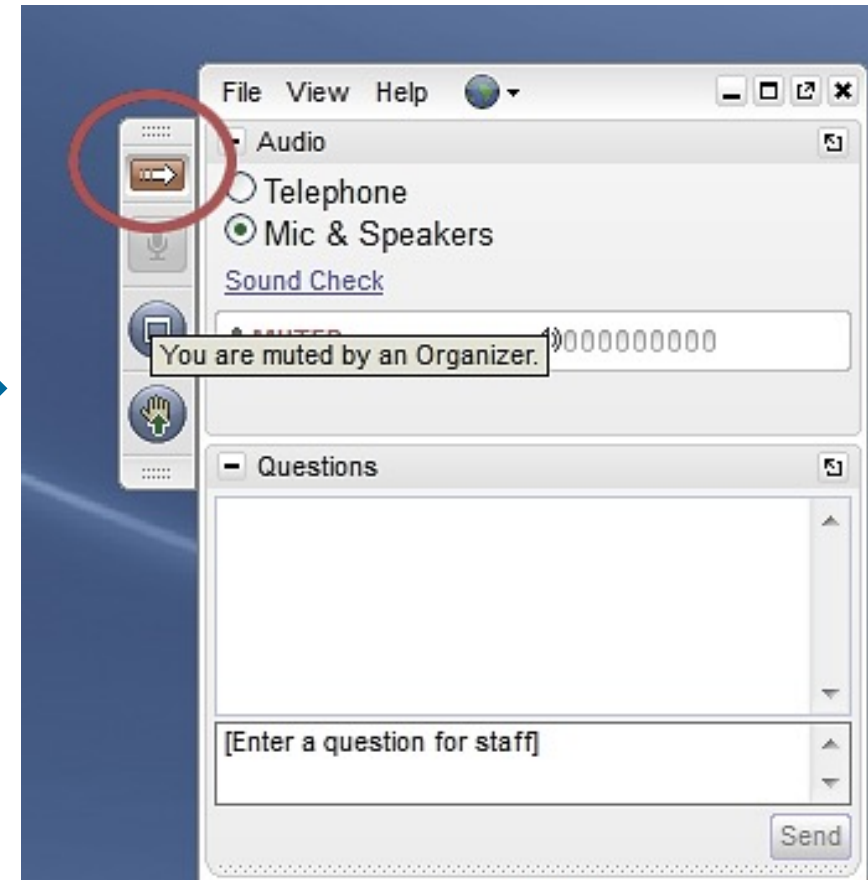 File View Help
Audio
Telephone
Mic & Speakers
Sound Check
MUTED
You are muted by an Organizer.
Questions
[Enter a question for staff]
Send